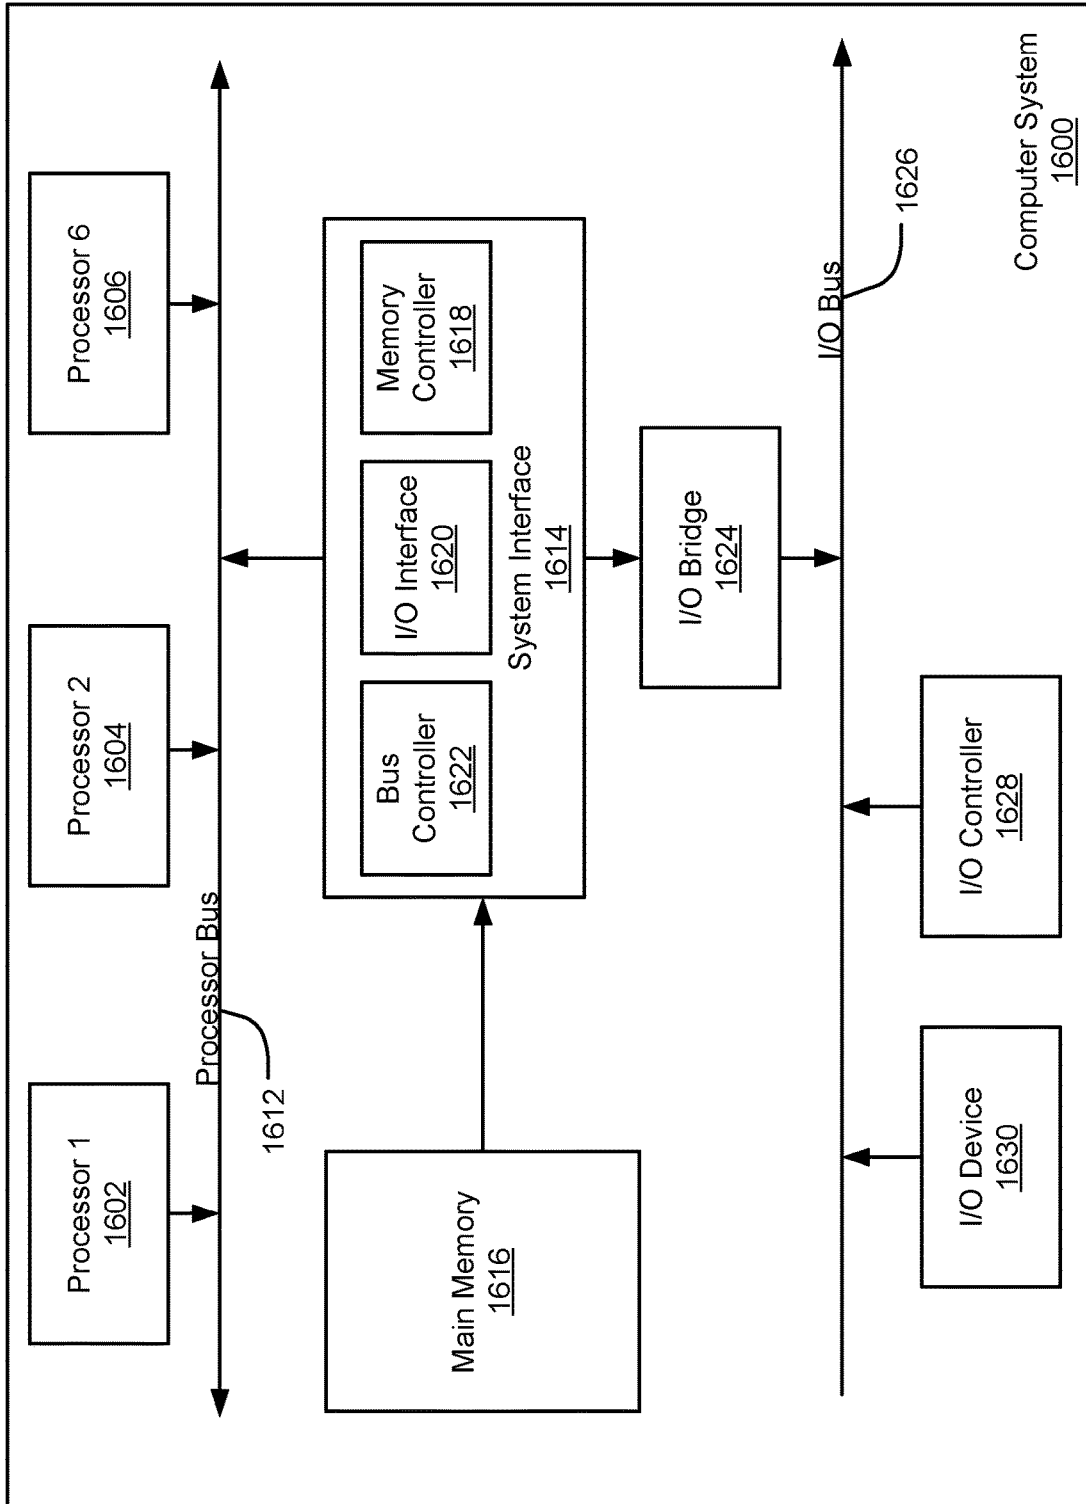 Processor 1
1602
Processor 2
1604
Processor 6
1606
Processor Bus
1612
Main Memory
1616
Bus
Controller
1622
I/O Interface
1620
Memory
Controller
1618
System Interface
1614
I/O Bridge
1624
I/O Bus
1626
I/O Device
1630
I/O Controller
1628
Computer System
1600